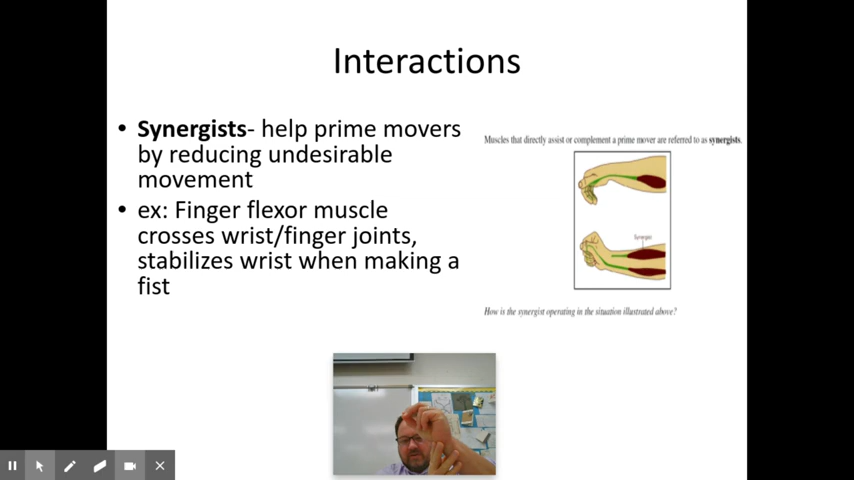 Interactions
• Synergists- help prime movers
by reducing undesirable
movement
• ex: Finger flexor muscle
crosses wrist/finger joints,
stabilizes wrist when making a
fist
Muscles that directly assist or complement a prime mover are referred to as synergists.
Synergist
How is the synergist operating in the situation illustrated above?